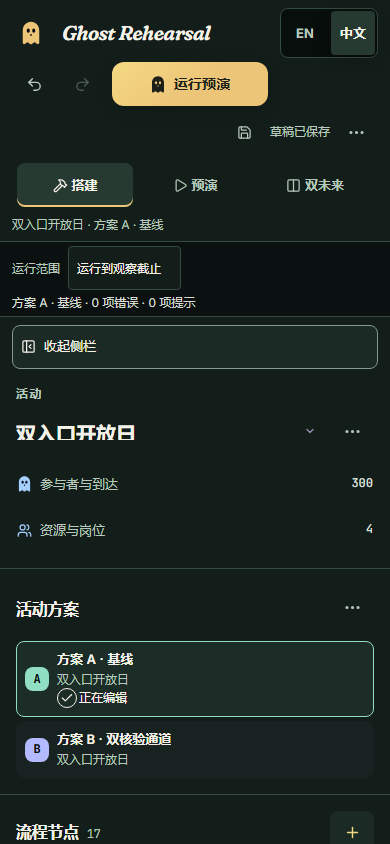 Ghost Rehearsal
EN 中文
运行预演
草稿已保存
搭建 预演 双未来
双入口开放日 · 方案 A · 基线
运行范围 运行到观察截止
方案 A · 基线 · 0 项错误 · 0 项提示
收起侧栏
活动
双入口开放日
参与者与到达 300
资源与岗位 4
活动方案
A 方案 A · 基线
双入口开放日
正在编辑
B 方案 B · 双核验通道
双入口开放日
流程节点 17